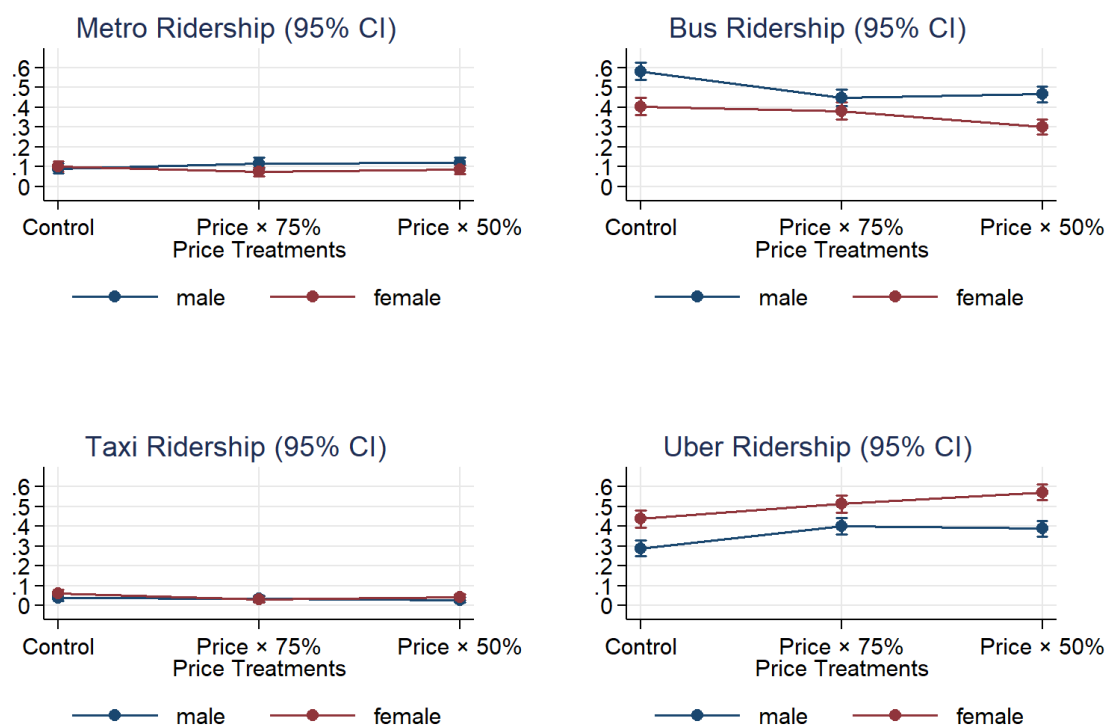 Metro Ridership (95% CI)
.6
.5
.4
.3
.2
.1
0
Control Price × 75% Price × 50%
Price Treatments
male female
Bus Ridership (95% CI)
.6
.5
.4
.3
.2
.1
0
Control Price × 75% Price × 50%
Price Treatments
male female
Taxi Ridership (95% CI)
.6
.5
.4
.3
.2
.1
0
Control Price × 75% Price × 50%
Price Treatments
male female
Uber Ridership (95% CI)
.6
.5
.4
.3
.2
.1
0
Control Price × 75% Price × 50%
Price Treatments
male female